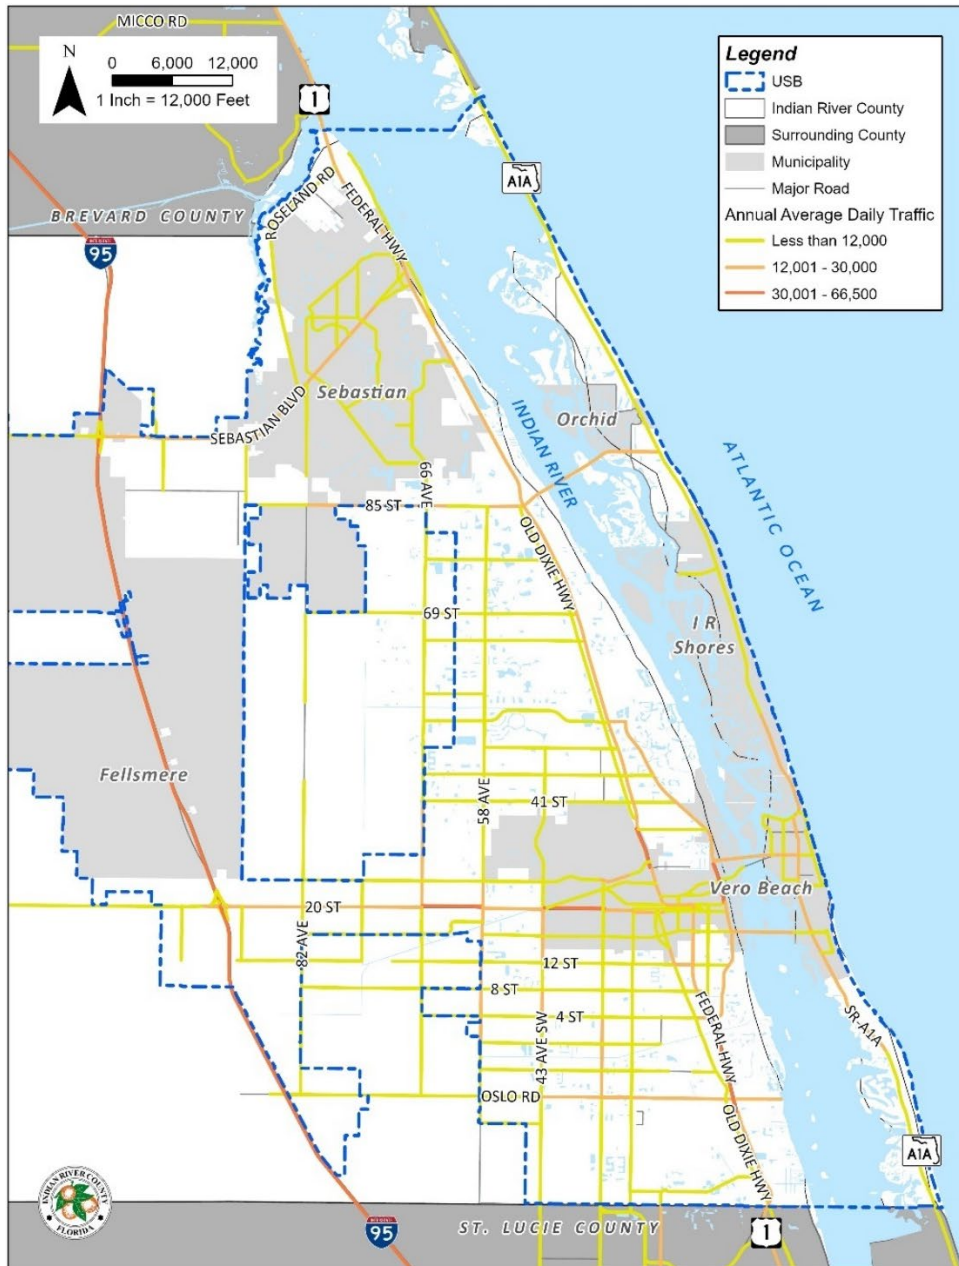 MICCO RD
N
0 6,000 12,000
1 Inch = 12,000 Feet
1
Legend
USB
Indian River County
Surrounding County
Municipality
Major Road
Annual Average Daily Traffic
Less than 12,000
12,001 - 30,000
30,001 - 66,500
A1A
ROSELAND RD
FEDERAL HWY
BREVARD COUNTY
95
Sebastian
SEBASTIAN BLVD
Orchid
INDIAN RIVER
ATLANTIC OCEAN
66 AVE
85 ST
OLD DIXIE HWY
69 ST
I R
Shores
Fellsmere
58 AVE
41 ST
Vero Beach
20 ST
82 AVE
12 ST
8 ST
4 ST
43 AVE SW
FEDERAL HWY
SR-A1A
OSLO RD
OLD DIXIE HWY
A1A
INDIAN RIVER COUNTY
FLORIDA
95
ST. LUCIE COUNTY
1